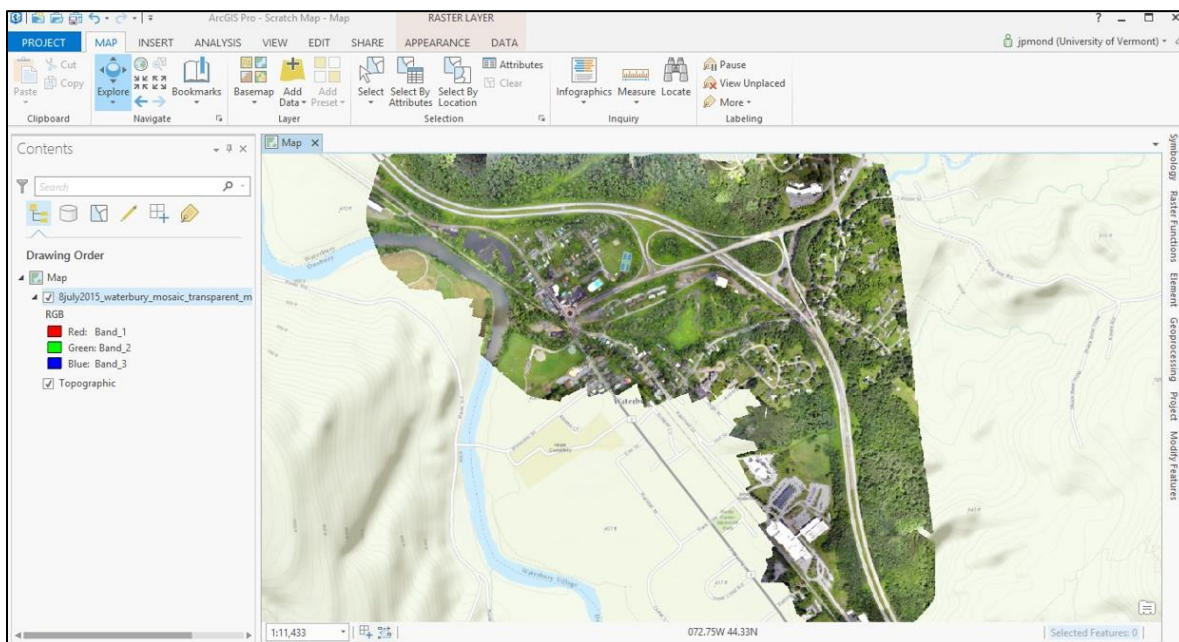 ArcGIS Pro - Scratch Map - Map
RASTER LAYER
?
PROJECT MAP INSERT ANALYSIS VIEW EDIT SHARE APPEARANCE DATA
jpmond (University of Vermont)
Paste
Cut
Copy
Clipboard
Explore
Bookmarks
Navigate
Basemap
Add Data
Add Preset
Layer
Select
Select By Attributes
Select By Location
Attributes
Clear
Selection
Infographics
Measure
Locate
Inquiry
Pause
View Unplaced
More
Labeling
Contents
Search
Drawing Order
Map
8july2015_waterbury_mosaic_transparent_m
RGB
Red: Band_1
Green: Band_2
Blue: Band_3
Topographic
Map
Waterbury Village
1:11,433
072.75W 44.33N
Selected Features: 0
Symbology
Raster Functions
Element
Geoprocessing
Project
Modify Features